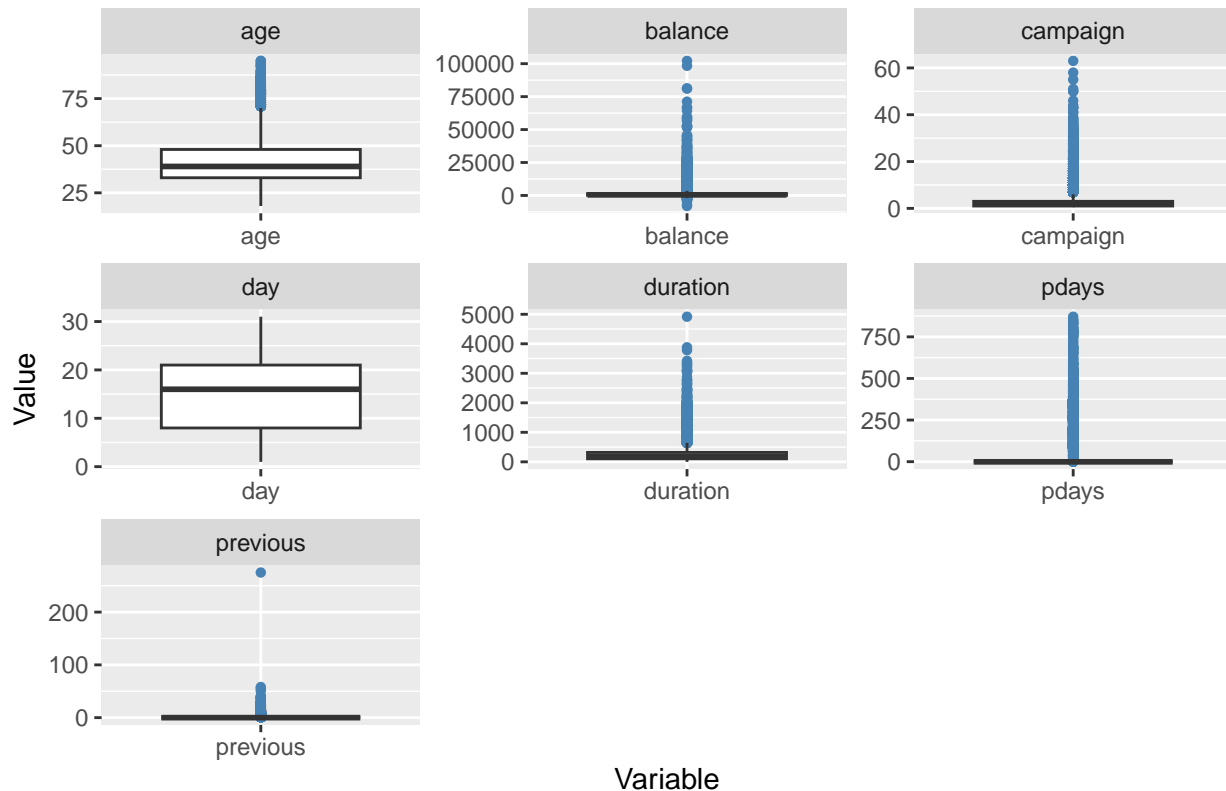 age
75
50
25
age
balance
100000
75000
50000
25000
0
balance
campaign
60
40
20
0
campaign
Value
day
30
20
10
0
day
duration
5000
4000
3000
2000
1000
0
duration
pdays
750
500
250
0
pdays
previous
200
100
0
previous
Variable